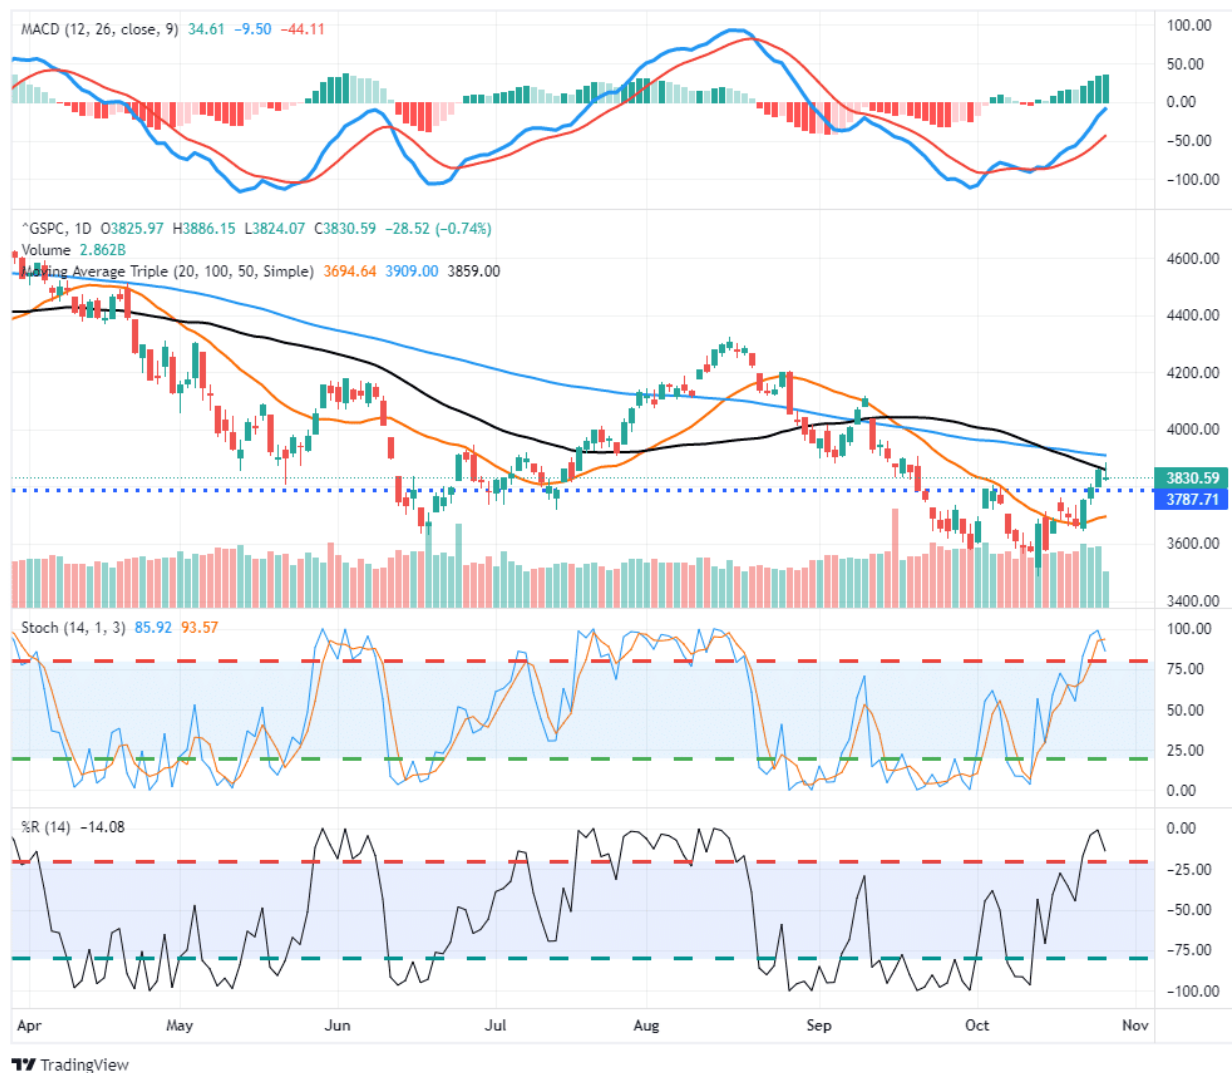 MACD (12, 26, close, 9) 34.61 −9.50 −44.11
100.00
50.00
0.00
−50.00
−100.00
^GSPC, 1D O3825.97 H3886.15 L3824.07 C3830.59 −28.52 (−0.74%)
Volume 2.862B
Moving Average Triple (20, 100, 50, Simple) 3694.64 3909.00 3859.00
4600.00
4400.00
4200.00
4000.00
3830.59
3787.71
3600.00
3400.00
Stoch (14, 1, 3) 85.92 93.57
100.00
75.00
50.00
25.00
0.00
%R (14) −14.08
0.00
−25.00
−50.00
−75.00
−100.00
Apr May Jun Jul Aug Sep Oct Nov
TradingView